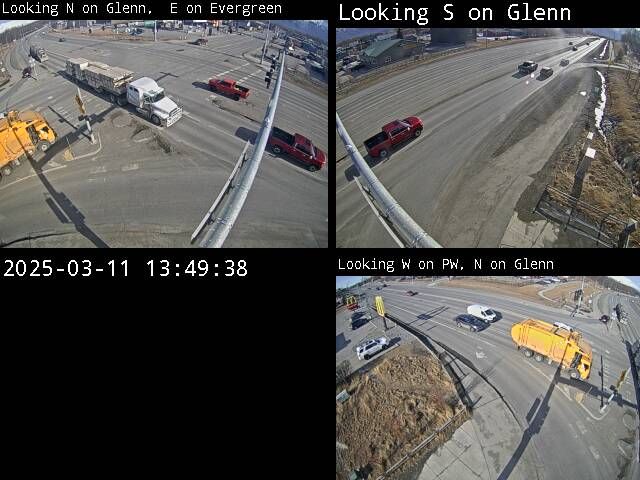 Looking N on Glenn,  E on Evergreen
Looking S on Glenn
2025-03-11 13:49:38
Looking W on PW, N on Glenn